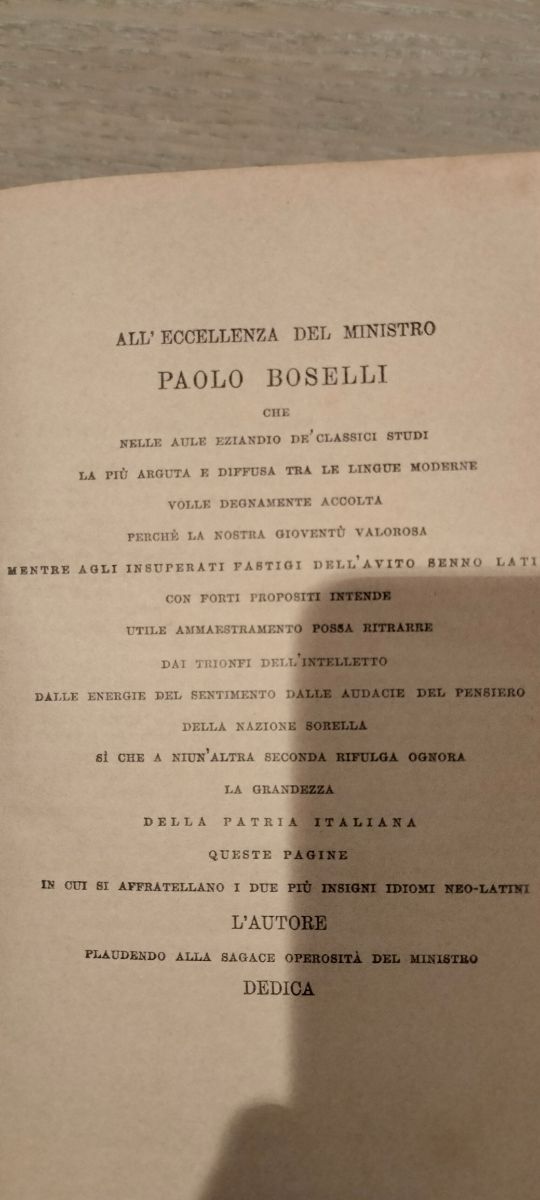 ALL' ECCELLENZA DEL MINISTRO
PAOLO BOSELLI
CHE
NELLE AULE EZIANDIO DE' CLASSICI STUDI
LA PIÙ ARGUTA E DIFFUSA TRA LE LINGUE MODERNE
VOLLE DEGNAMENTE ACCOLTA
PERCHÈ LA NOSTRA GIOVENTÙ VALOROSA
MENTRE AGLI INSUPERATI FASTIGI DELL'AVITO SENNO LATI
CON FORTI PROPOSITI INTENDE
UTILE AMMAESTRAMENTO POSSA RITRARRE
DAI TRIONFI DELL'INTELLETTO
DALLE ENERGIE DEL SENTIMENTO DALLE AUDACIE DEL PENSIERO
DELLA NAZIONE SORELLA
SÌ CHE A NIUN'ALTRA SECONDA RIFULGA OGNORA
LA GRANDEZZA
DELLA PATRIA ITALIANA
QUESTE PAGINE
IN CUI SI AFFRATELLANO I DUE PIÙ INSIGNI IDIOMI NEO-LATINI
L'AUTORE
PLAUDENDO ALLA SAGACE OPEROSITÀ DEL MINISTRO
DEDICA